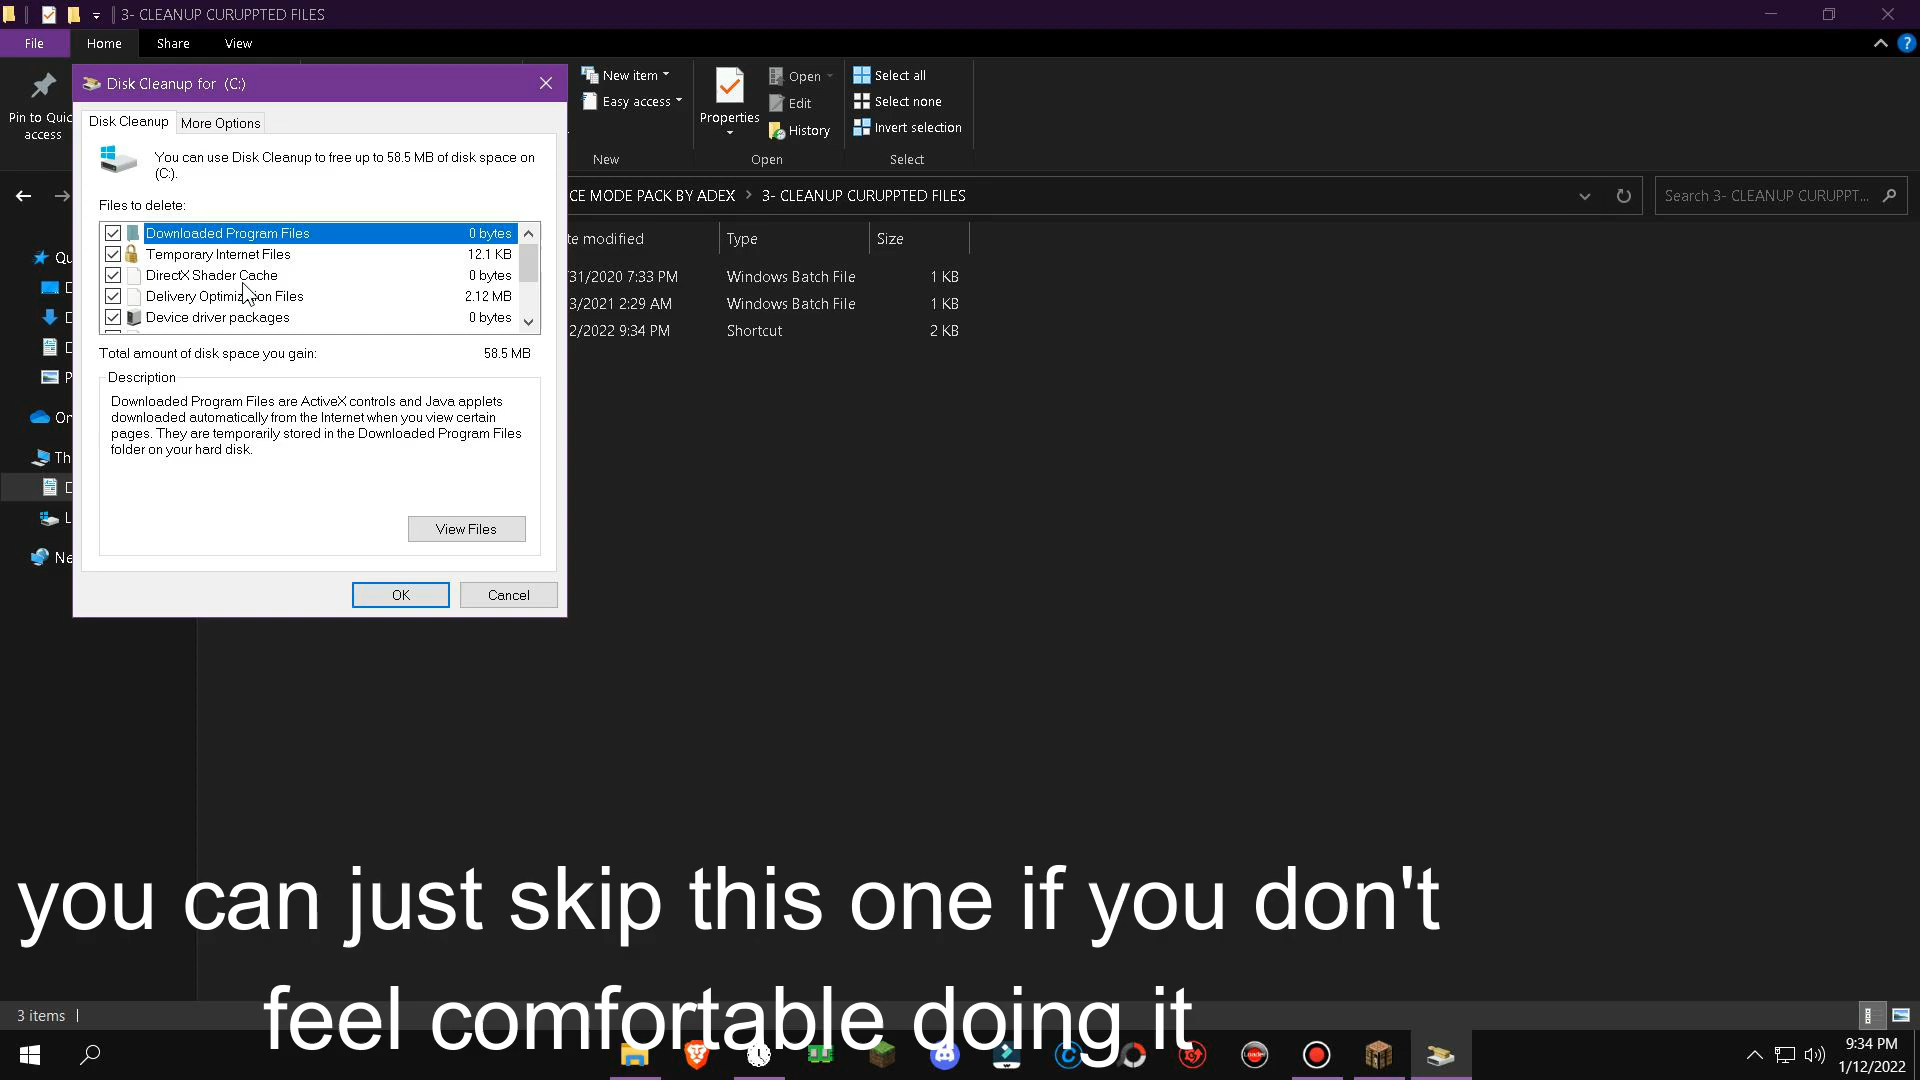 3- CLEANUP CURUPPTED FILES
File
Home
Share
View
Disk Cleanup for (C:)
Disk Cleanup
More Options
You can use Disk Cleanup to free up to 58.5 MB of disk space on
(C:).
Files to delete:
Downloaded Program Files 0 bytes
Temporary Internet Files 12.1 KB
DirectX Shader Cache 0 bytes
Delivery Optimization Files 2.12 MB
Device driver packages 0 bytes
Total amount of disk space you gain: 58.5 MB
Description
Downloaded Program Files are ActiveX controls and Java applets
downloaded automatically from the Internet when you view certain
pages. They are temporarily stored in the Downloaded Program Files
folder on your hard disk.
View Files
OK
Cancel
Pin to Quic
access
New item
Easy access
New
Properties
Open
Edit
History
Open
Select all
Select none
Invert selection
Select
CE MODE PACK BY ADEX > 3- CLEANUP CURUPPTED FILES
Search 3- CLEANUP CURUPPT...
te modified Type Size
/31/2020 7:33 PM Windows Batch File 1 KB
3/2021 2:29 AM Windows Batch File 1 KB
2/2022 9:34 PM Shortcut 2 KB
Qu
On
Th
Ne
you can just skip this one if you don't
feel comfortable doing it
3 items
Loader
9:34 PM
1/12/2022